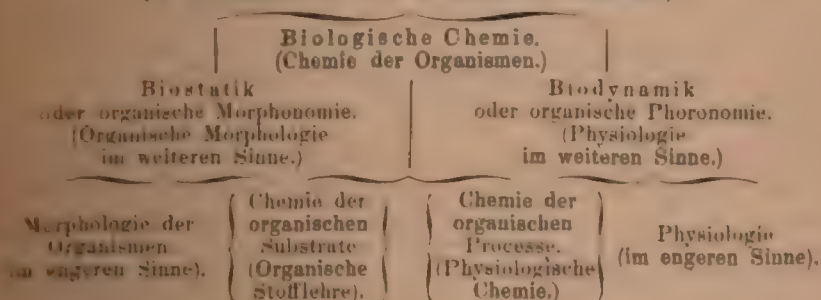 Biologische Chemie.
(Chemie der Organismen.)
Biostatik
oder organische Morphonomie.
(Organische Morphologie
im weiteren Sinne.)
Biodynamik
oder organische Phoronomie.
(Physiologie
im weiteren Sinne.)
Morphologie der
Organismen
(im engeren Sinne).
Chemie der
organischen
Substrate
(Organische
Stofflehre).
Chemie der
organischen
Processe.
(Physiologische
Chemie.)
Physiologie
(im engeren Sinne).